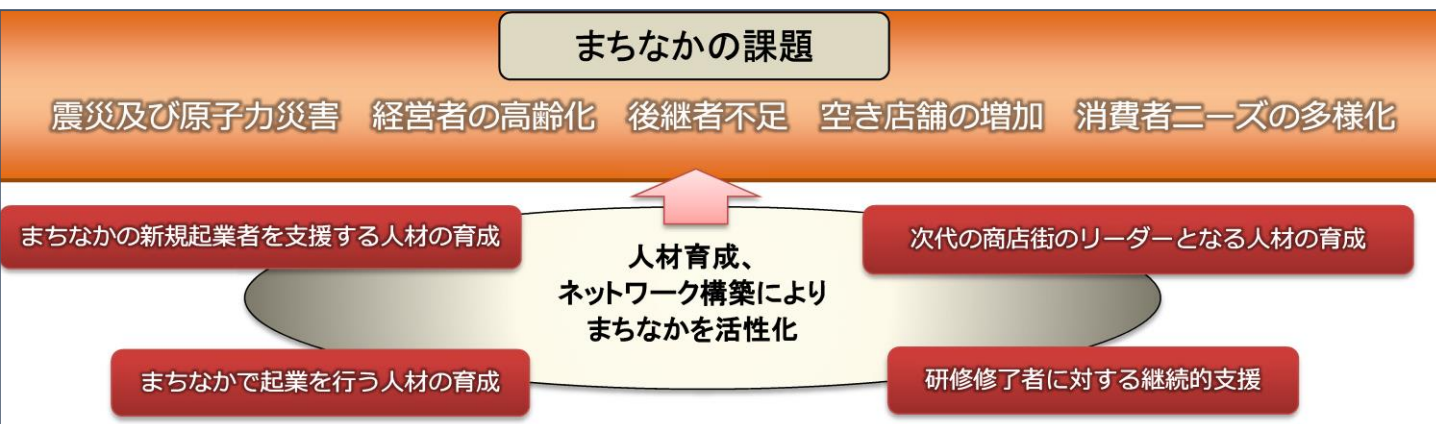 まちなかの課題
震災及び原子力災害　経営者の高齢化　後継者不足　空き店舗の増加　消費者ニーズの多様化
まちなかの新規起業者を支援する人材の育成
次代の商店街のリーダーとなる人材の育成
人材育成、
ネットワーク構築により
まちなかを活性化
まちなかで起業を行う人材の育成
研修修了者に対する継続的支援